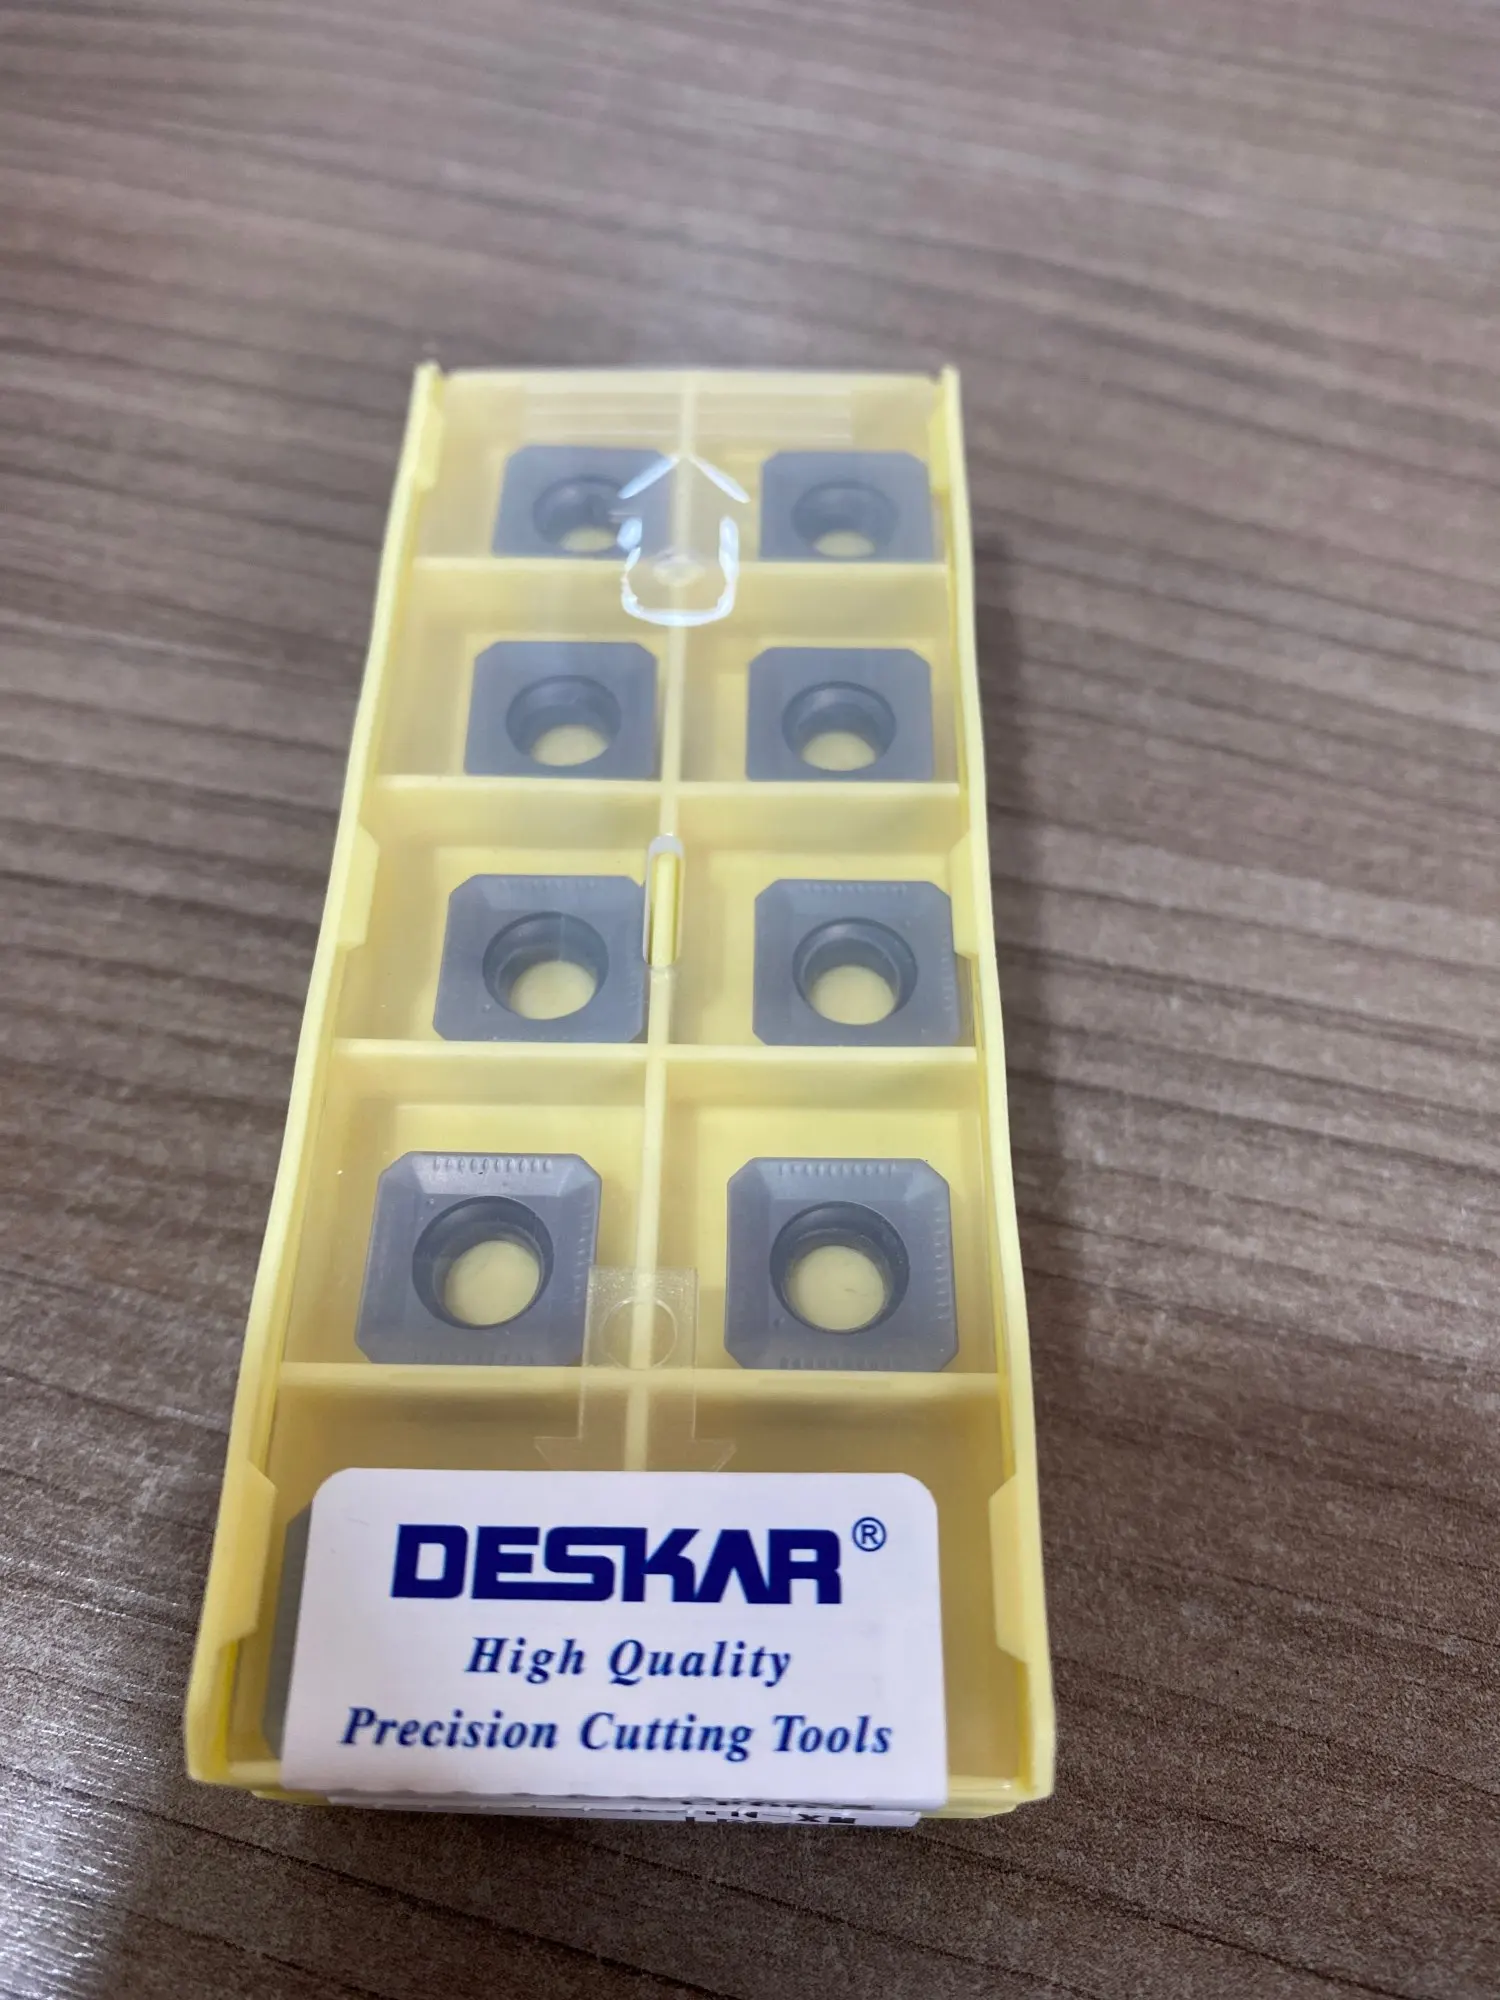 DESKAR®
High Quality
Precision Cutting Tools